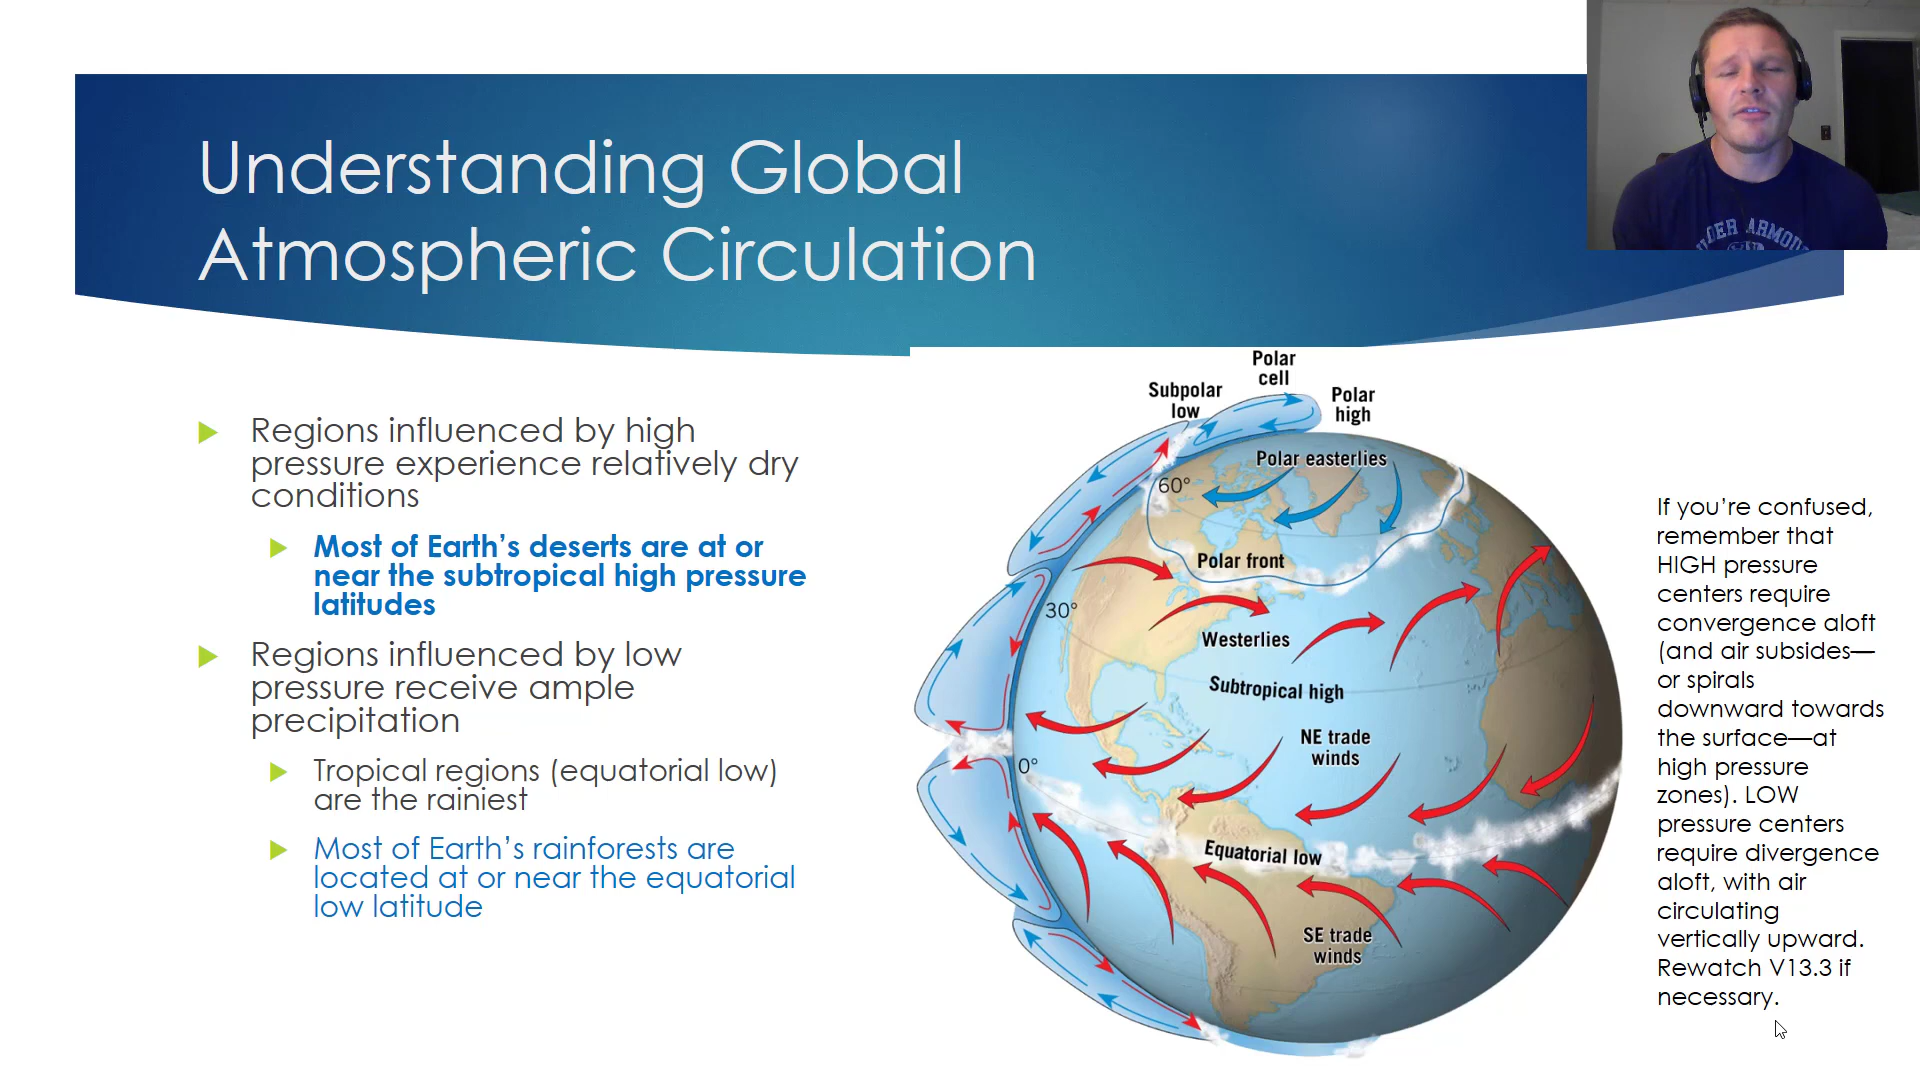 Understanding Global
Atmospheric Circulation
Regions influenced by high
pressure experience relatively dry
conditions
Most of Earth's deserts are at or
near the subtropical high pressure
latitudes
Regions influenced by low
pressure receive ample
precipitation
Tropical regions (equatorial low)
are the rainiest
Most of Earth's rainforests are
located at or near the equatorial
low latitude
Polar
cell
Subpolar
low
Polar
high
Polar easterlies
60°
Polar front
30°
Westerlies
Subtropical high
NE trade
winds
0°
Equatorial low
SE trade
winds
If you're confused,
remember that
HIGH pressure
centers require
convergence aloft
(and air subsides—
or spirals
downward towards
the surface—at
high pressure
zones). LOW
pressure centers
require divergence
aloft, with air
circulating
vertically upward.
Rewatch V13.3 if
necessary.
ARMOUR